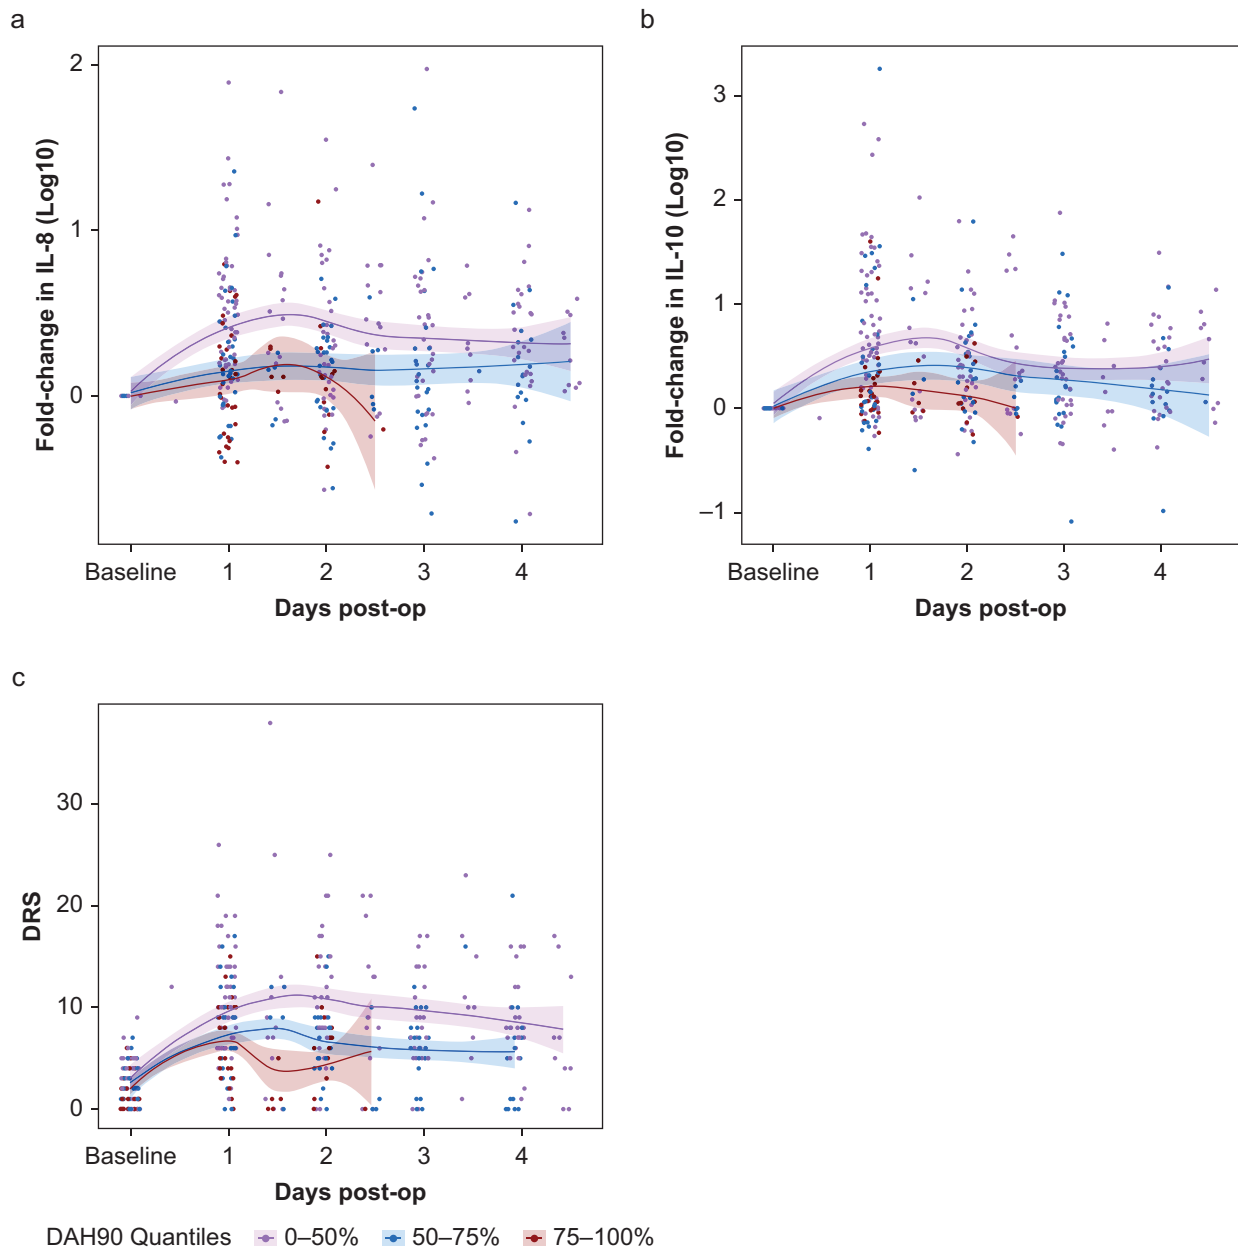 a
2
1
0
Fold-change in IL-8 (Log10)
Baseline 1 2 3 4
Days post-op
b
3
2
1
0
–1
Fold-change in IL-10 (Log10)
Baseline 1 2 3 4
Days post-op
c
30
20
10
0
DRS
Baseline 1 2 3 4
Days post-op
DAH90 Quantiles 0–50% 50–75% 75–100%